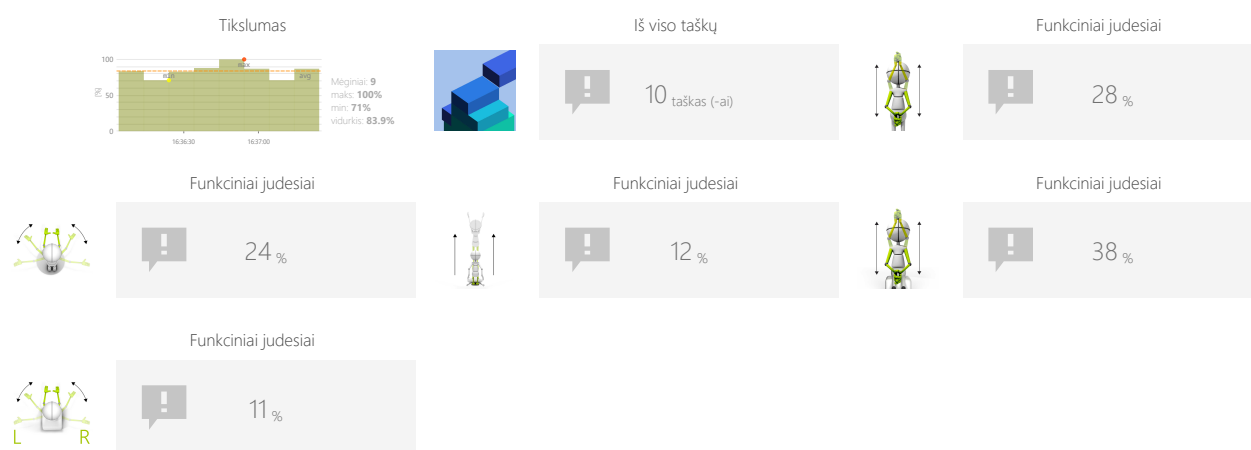 Tikslumas
Iš viso taškų
Funkciniai judesiai
100
50
0
[%]
min
max
avg
16:36:30
16:37:00
Mėginiai: 9
maks: 100%
min: 71%
vidurkis: 83.9%
10 taškas (-ai)
28 %
Funkciniai judesiai
Funkciniai judesiai
Funkciniai judesiai
24 %
12 %
38 %
Funkciniai judesiai
L R
11 %